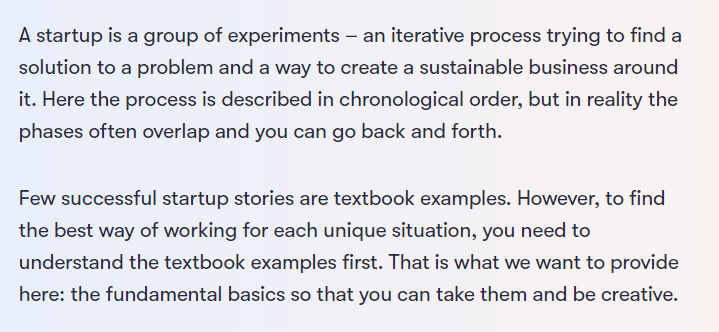 A startup is a group of experiments – an iterative process trying to find a
solution to a problem and a way to create a sustainable business around
it. Here the process is described in chronological order, but in reality the
phases often overlap and you can go back and forth.
Few successful startup stories are textbook examples. However, to find
the best way of working for each unique situation, you need to
understand the textbook examples first. That is what we want to provide
here: the fundamental basics so that you can take them and be creative.